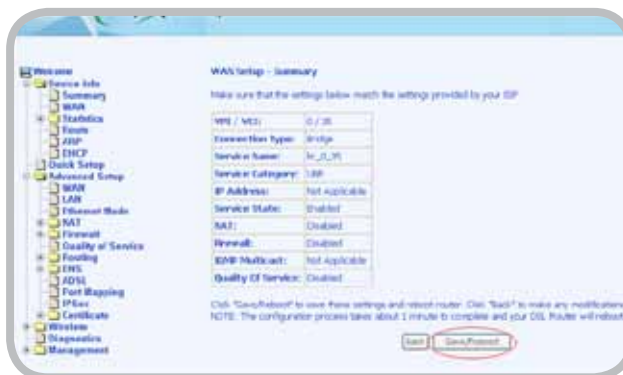 Welcome
Device Info
Summary
WAN
Statistics
Route
ARP
DHCP
Quick Setup
Advanced Setup
WAN
LAN
Ethernet Mode
NAT
Firewall
Quality of Service
Routing
DNS
ADSL
Port Mapping
IPSec
Certificate
Wireless
Diagnostics
Management
WAN Setup - Summary
Make sure that the settings below match the settings provided by your ISP
VPI / VCI: 0 / 35
Connection Type: Bridge
Service Name: br_0_35
Service Category: UBR
IP Address: Not Applicable
Service State: Enabled
NAT: Disabled
Firewall: Disabled
IGMP Multicast: Not Applicable
Quality Of Service: Disabled
Click "Save/Reboot" to save these settings and reboot router. Click "Back" to make any modifications
NOTE: The configuration process takes about 1 minute to complete and your DSL Router will reboot
Back Save/Reboot